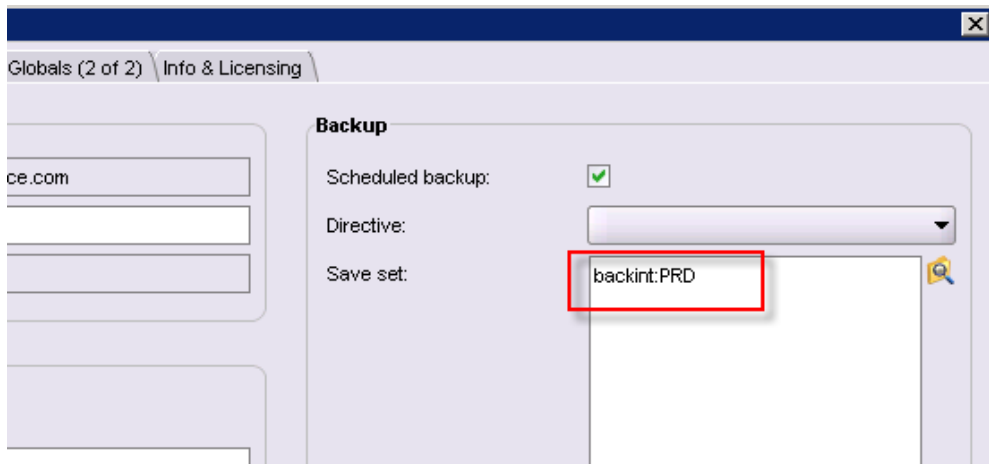 Globals (2 of 2) Info & Licensing
Backup
ce.com
Scheduled backup:
Directive:
Save set:
backint:PRD